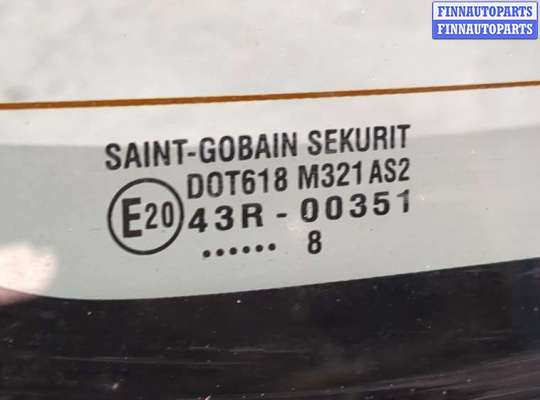 FINNAUTOPARTS
FINNAUTOPARTS
SAINT-GOBAIN SEKURIT
DOT618 M321 AS2
E20 43R - 00351
...... 8